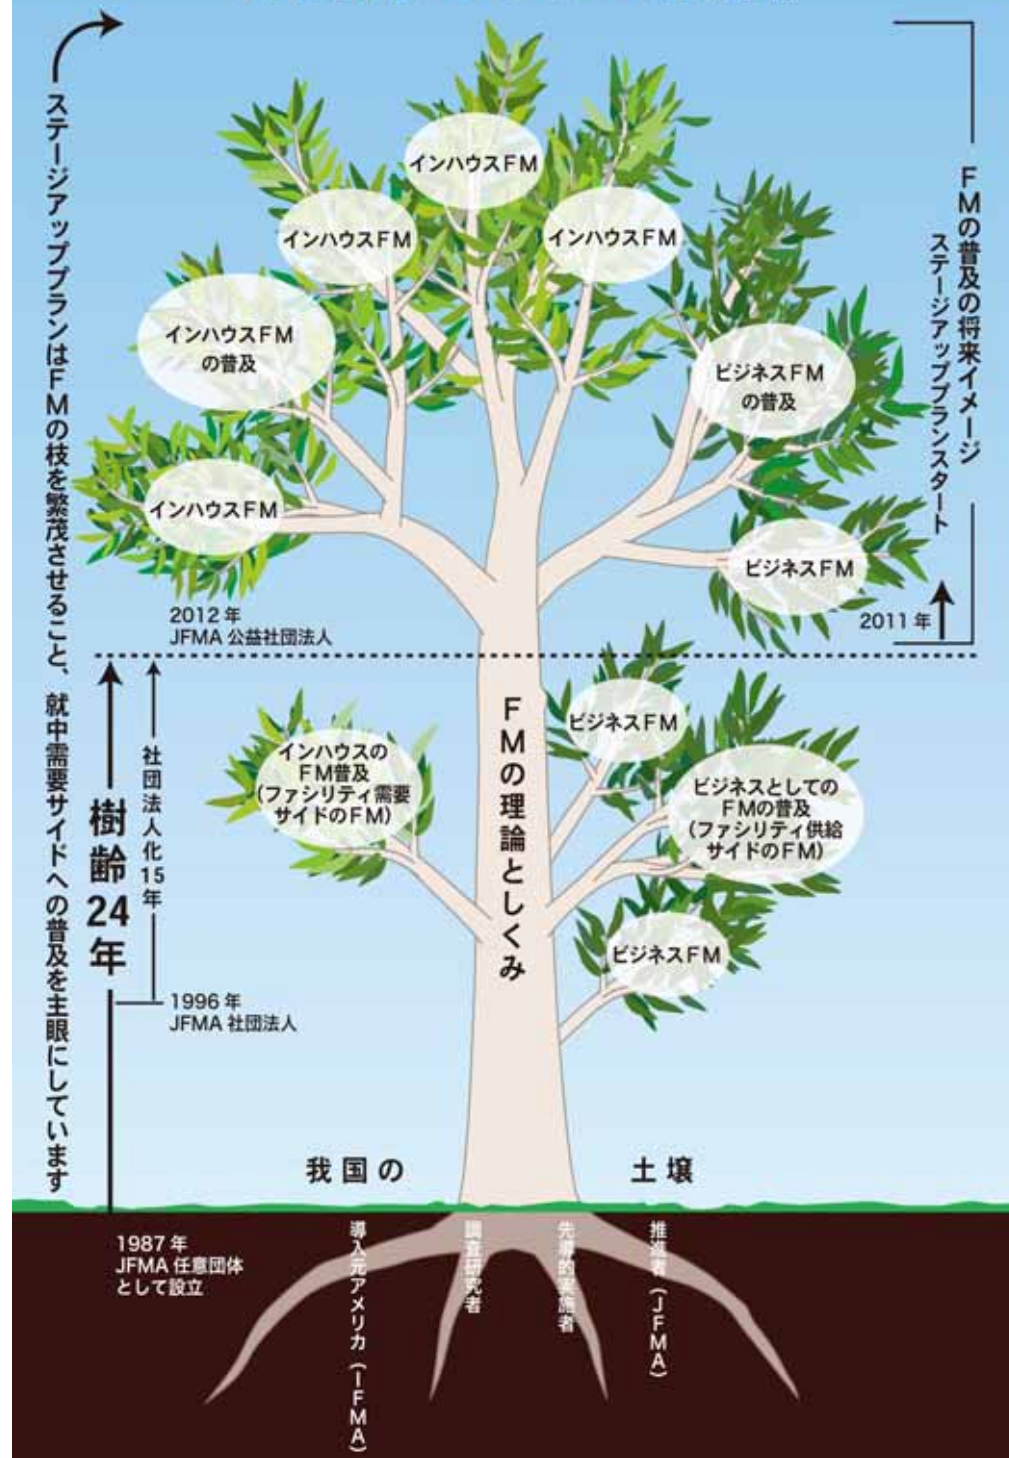 ステージアッププランはFMの枝を繁茂させること、就中需要サイドへの普及を主眼にしています
FMの普及の将来イメージ
ステージアッププランスタート
2011年
インハウスFM
インハウスFM
インハウスFM
インハウスFM
の普及
ビジネスFM
の普及
インハウスFM
ビジネスFM
2012年
JFMA 公益社団法人
樹齢24年
社団法人化15年
1996年
JFMA 社団法人
FMの理論としくみ
インハウスの
FM普及
(ファシリティ需要
サイドのFM)
ビジネスFM
ビジネスとしての
FMの普及
(ファシリティ供給
サイドのFM)
ビジネスFM
我国の 土壌
1987年
JFMA 任意団体
として設立
導入元アメリカ(IFMA)
調査研究者
先導的実施者
推進者(JFMA)